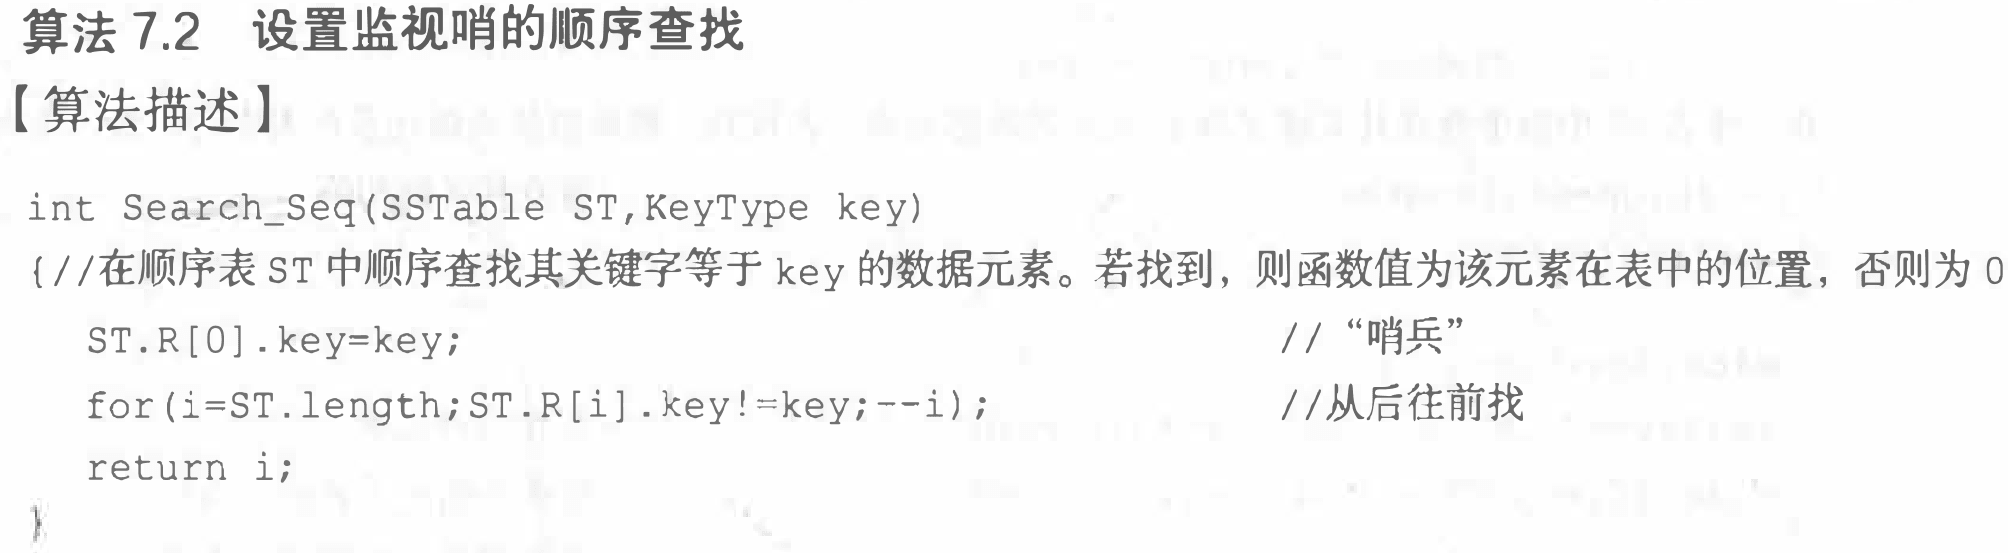 算法 7.2 设置监视哨的顺序查找
【算法描述】
int Search_Seq(SSTable ST,KeyType key)
{//在顺序表 ST 中顺序查找其关键字等于 key 的数据元素。若找到，则函数值为该元素在表中的位置，否则为 0
ST.R[0].key=key; //“哨兵”
for(i=ST.length;ST.R[i].key!=key;--i); //从后往前找
return i;
}